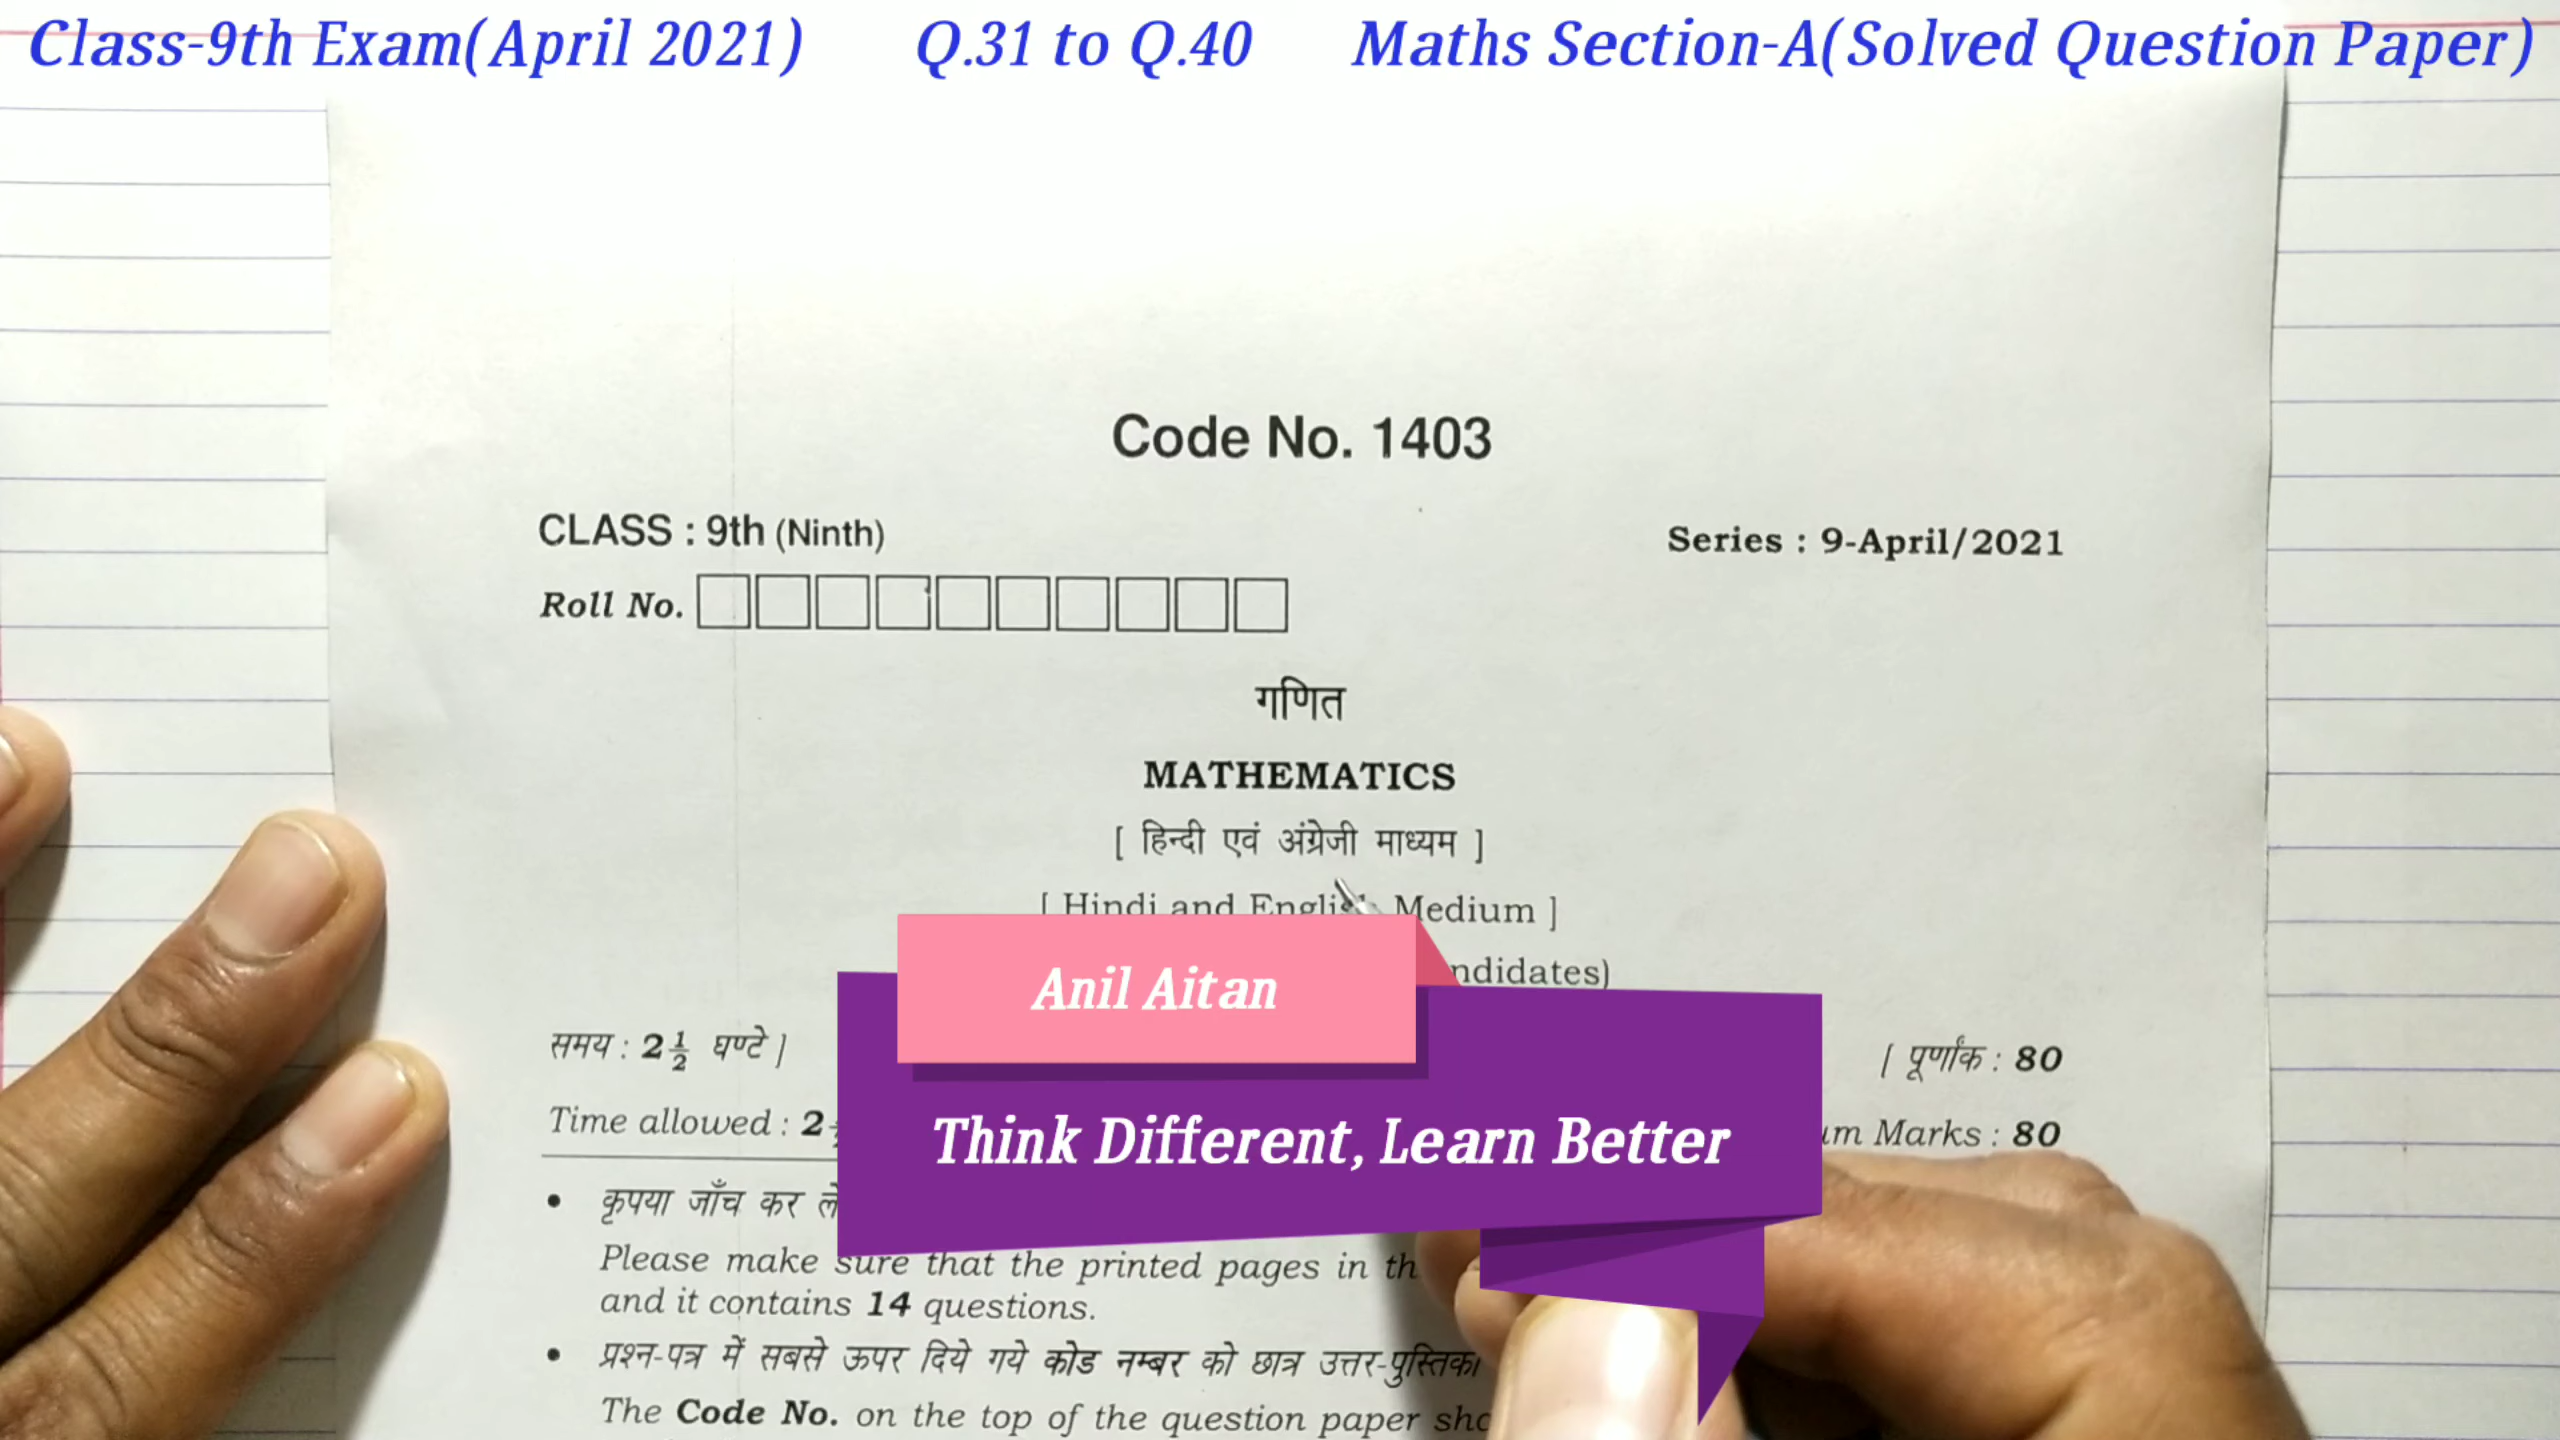 Class-9th Exam(April 2021) Q.31 to Q.40 Maths Section-A(Solved Question Paper)
Code No. 1403
CLASS : 9th (Ninth)
Series : 9-April/2021
Roll No.
गणित
MATHEMATICS
[ हिन्दी एवं अंग्रेजी माध्यम ]
[ Hindi and English Medium ]
Anil Aitan
समय : 2½ घण्टे ]
[ पूर्णांक : 80
Time allowed : 2
Marks : 80
Think Different, Learn Better
• कृपया जाँच कर
Please make sure that the printed pages in
and it contains 14 questions.
• प्रश्न-पत्र में सबसे ऊपर दिये गये कोड नम्बर को छात्र उत्तर-पुस्तिका
The Code No. on the top of the question paper